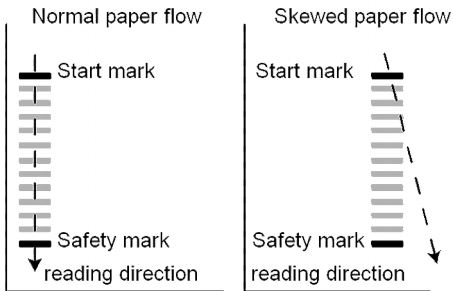 Normal paper flow
Start mark
Safety mark
reading direction
Skewed paper flow
Start mark
Safety mark
reading direction